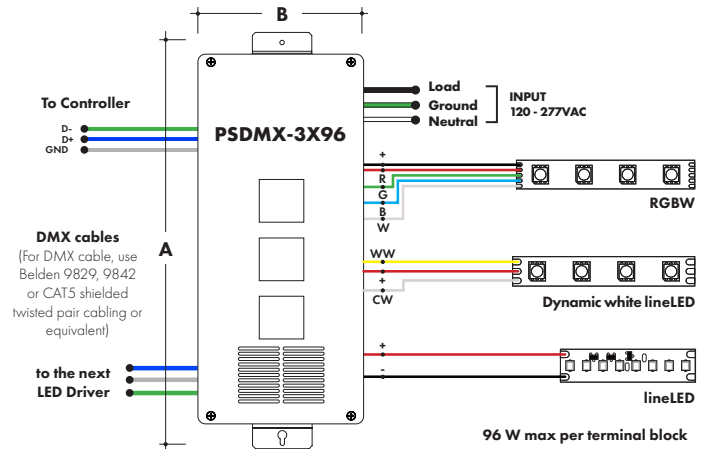 B
To Controller
D-
D+
GND
PSDMX-3X96
Load
Ground
Neutral
INPUT
120 - 277VAC
+
R
G
B
W
RGBW
DMX cables
(For DMX cable, use
Belden 9829, 9842
or CAT5 shielded
twisted pair cabling or
equivalent)
A
WW
+
CW
Dynamic white lineLED
to the next
LED Driver
+
-
lineLED
96 W max per terminal block